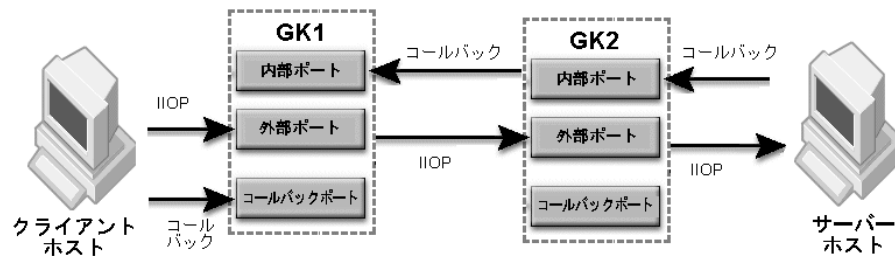 GK1
GK2
コールバック
コールバック
内部ポート
内部ポート
IIOP
外部ポート
外部ポート
IIOP
IIOP
コールバックポート
コールバックポート
クライアント
ホスト
コール
バック
サーバー
ホスト